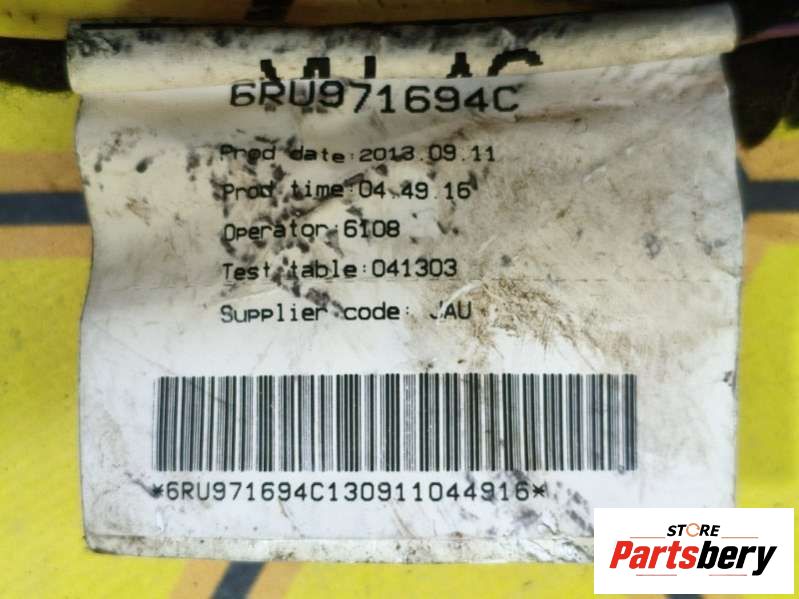 6RU971694C
Prod date:2013.09.11
Prod time:04.49.16
Operator:6108
Test table:041303
Supplier code: JAU
*6RU971694C130911044916*
STORE
Partsbery